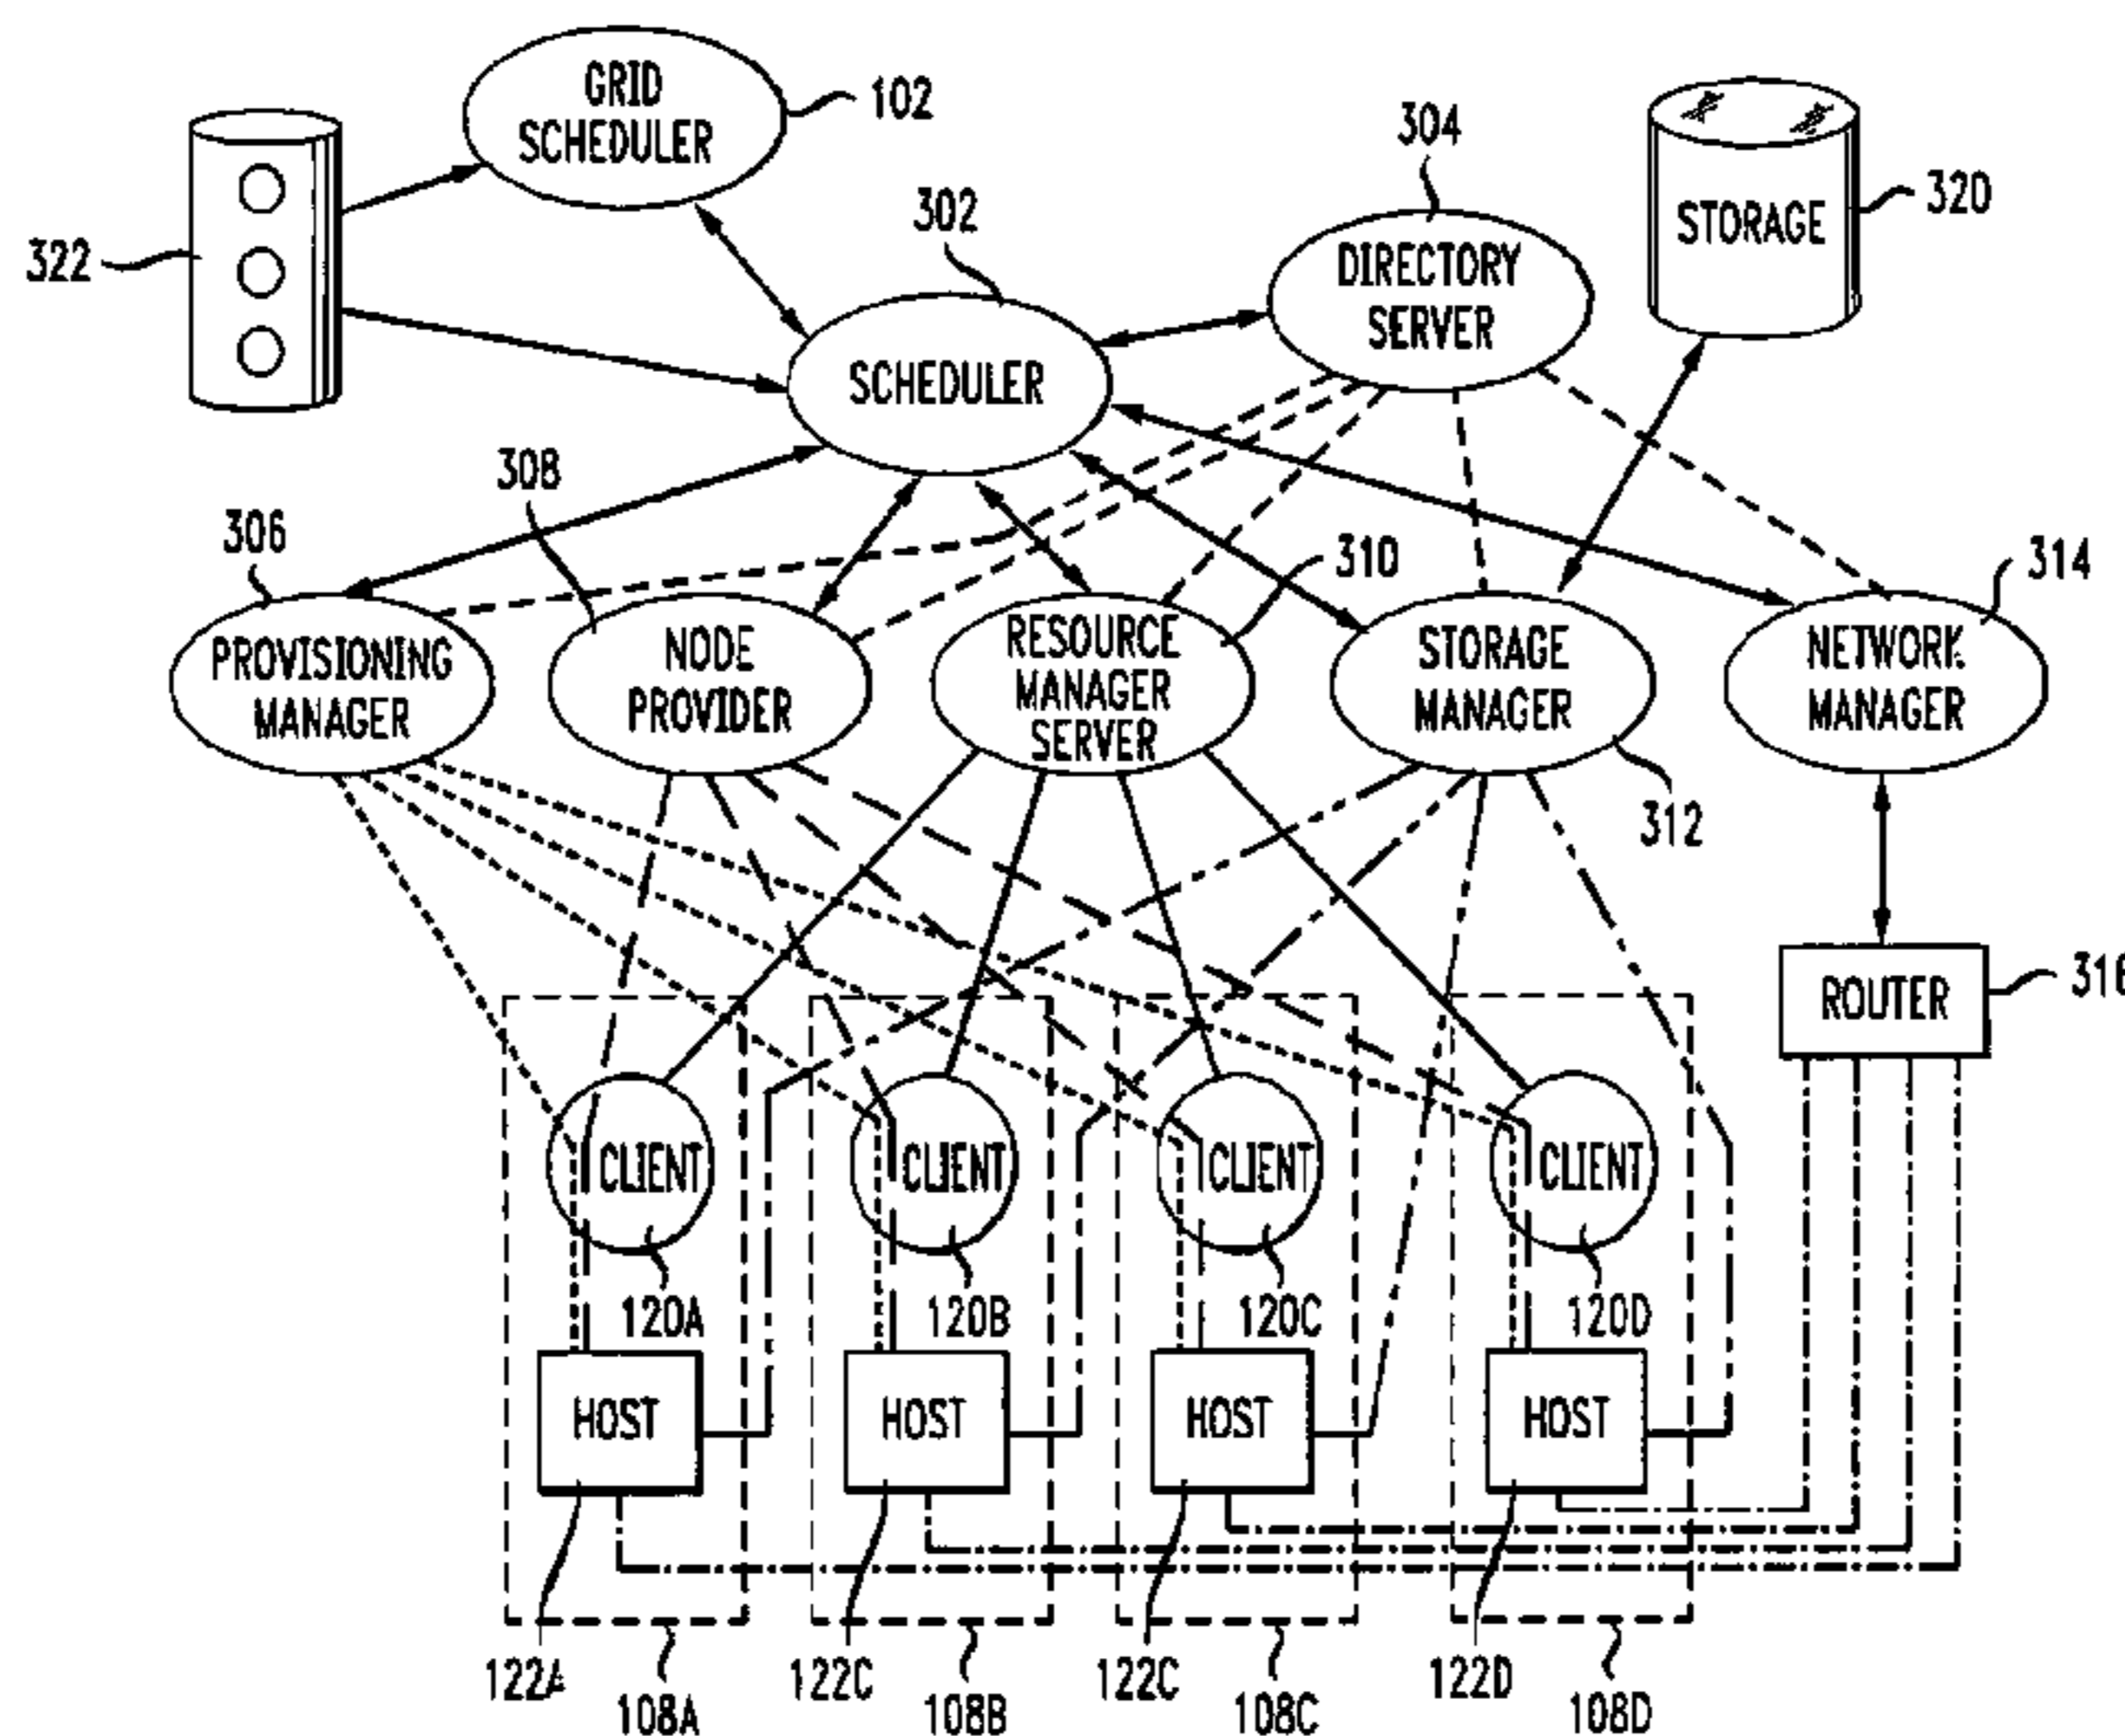 GRID
SCHEDULER
102
322
302
304
320
STORAGE
DIRECTORY
SERVER
SCHEDULER
308
306
310
314
PROVISIONING
MANAGER
NODE
PROVIDER
RESOURCE
MANAGER
SERVER
STORAGE
MANAGER
NETWORK
MANAGER
312
ROUTER
316
CLIENT
CLIENT
CLIENT
CLIENT
120A
120B
120C
120D
HOST
HOST
HOST
HOST
122A
108A
122C
108B
122C
108C
122D
108D